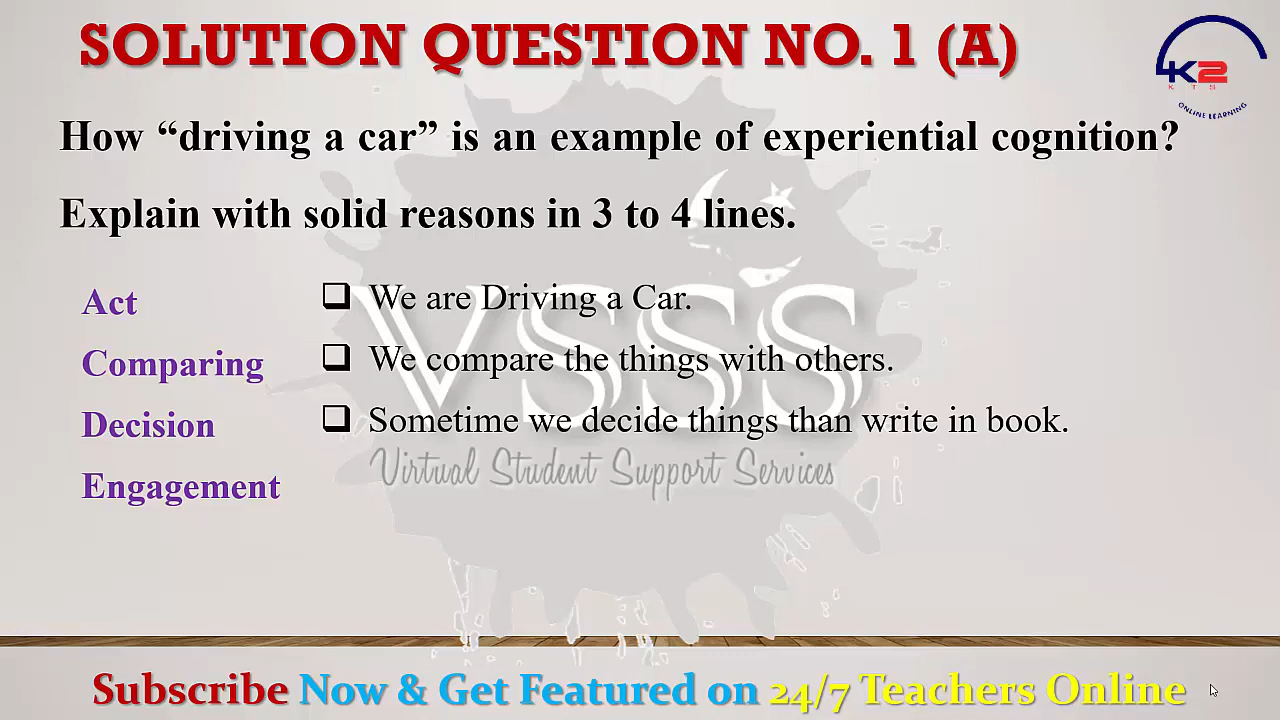 SOLUTION QUESTION NO. 1 (A)
4K2
KTS
ONLINE LEARNING
How “driving a car” is an example of experiential cognition?
Explain with solid reasons in 3 to 4 lines.
Act
❑ We are Driving a Car.
Comparing
❑ We compare the things with others.
Decision
❑ Sometime we decide things than write in book.
Engagement
VSSS
Virtual Student Support Services
Subscribe Now & Get Featured on 24/7 Teachers Online